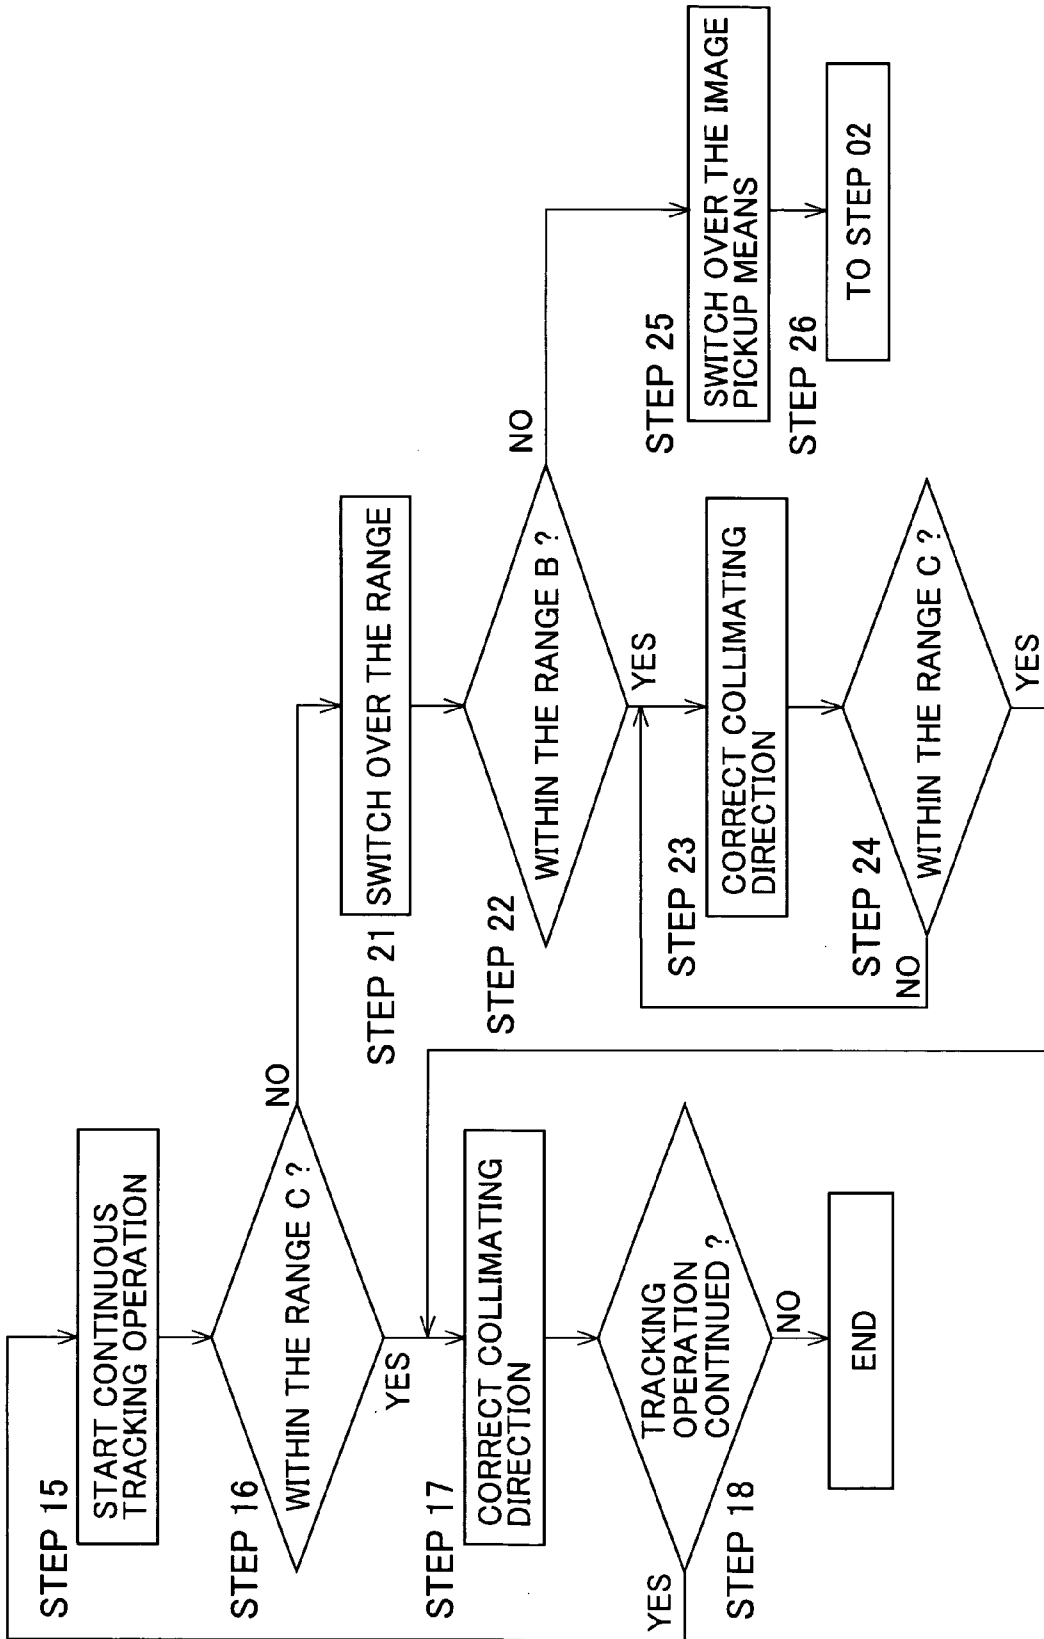 STEP 15
START CONTINUOUS
TRACKING OPERATION
STEP 16
WITHIN THE RANGE C ?
NO
YES
STEP 17
CORRECT COLLIMATING
DIRECTION
STEP 18
TRACKING
OPERATION
CONTINUED ?
YES
NO
END
STEP 21
SWITCH OVER THE RANGE
STEP 22
WITHIN THE RANGE B ?
NO
YES
STEP 23
CORRECT COLLIMATING
DIRECTION
STEP 24
WITHIN THE RANGE C ?
NO
YES
STEP 25
SWITCH OVER THE IMAGE
PICKUP MEANS
STEP 26
TO STEP 02